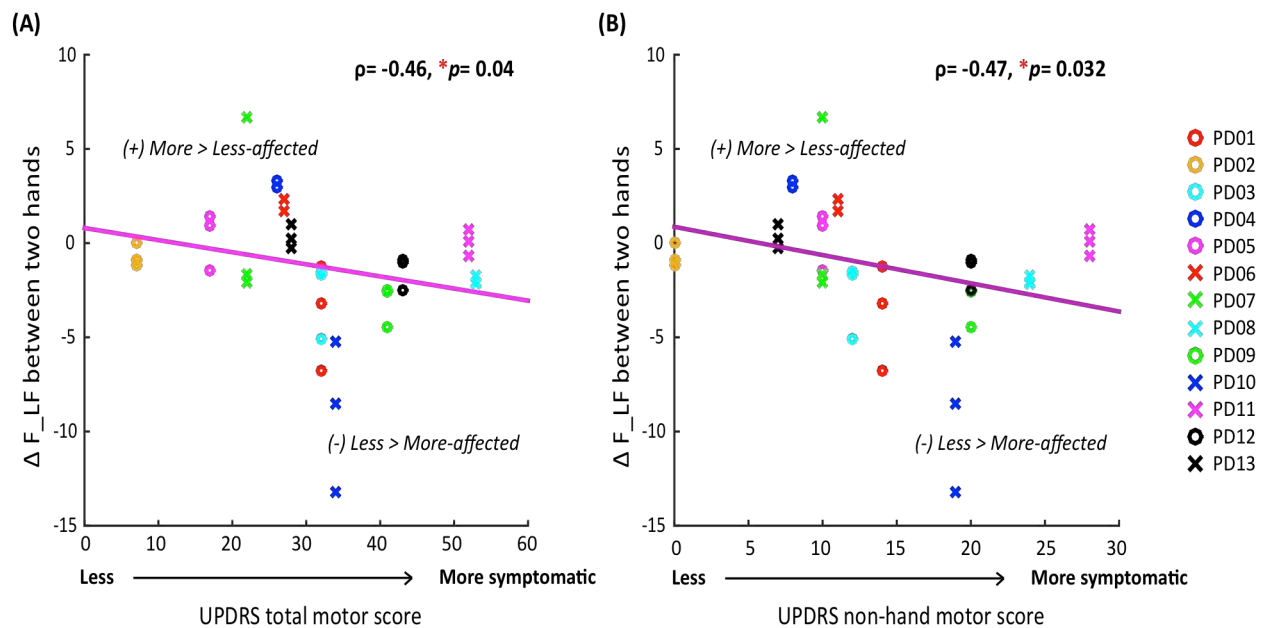 (A)
ρ= -0.46, *p= 0.04
(+) More > Less-affected
(-) Less > More-affected
Δ F_LF between two hands
10
5
0
-5
-10
-15
0 10 20 30 40 50 60
Less More symptomatic
UPDRS total motor score
(B)
ρ= -0.47, *p= 0.032
(+) More > Less-affected
(-) Less > More-affected
Δ F_LF between two hands
10
5
0
-5
-10
-15
0 5 10 15 20 25 30
Less More symptomatic
UPDRS non-hand motor score
PD01
PD02
PD03
PD04
PD05
PD06
PD07
PD08
PD09
PD10
PD11
PD12
PD13